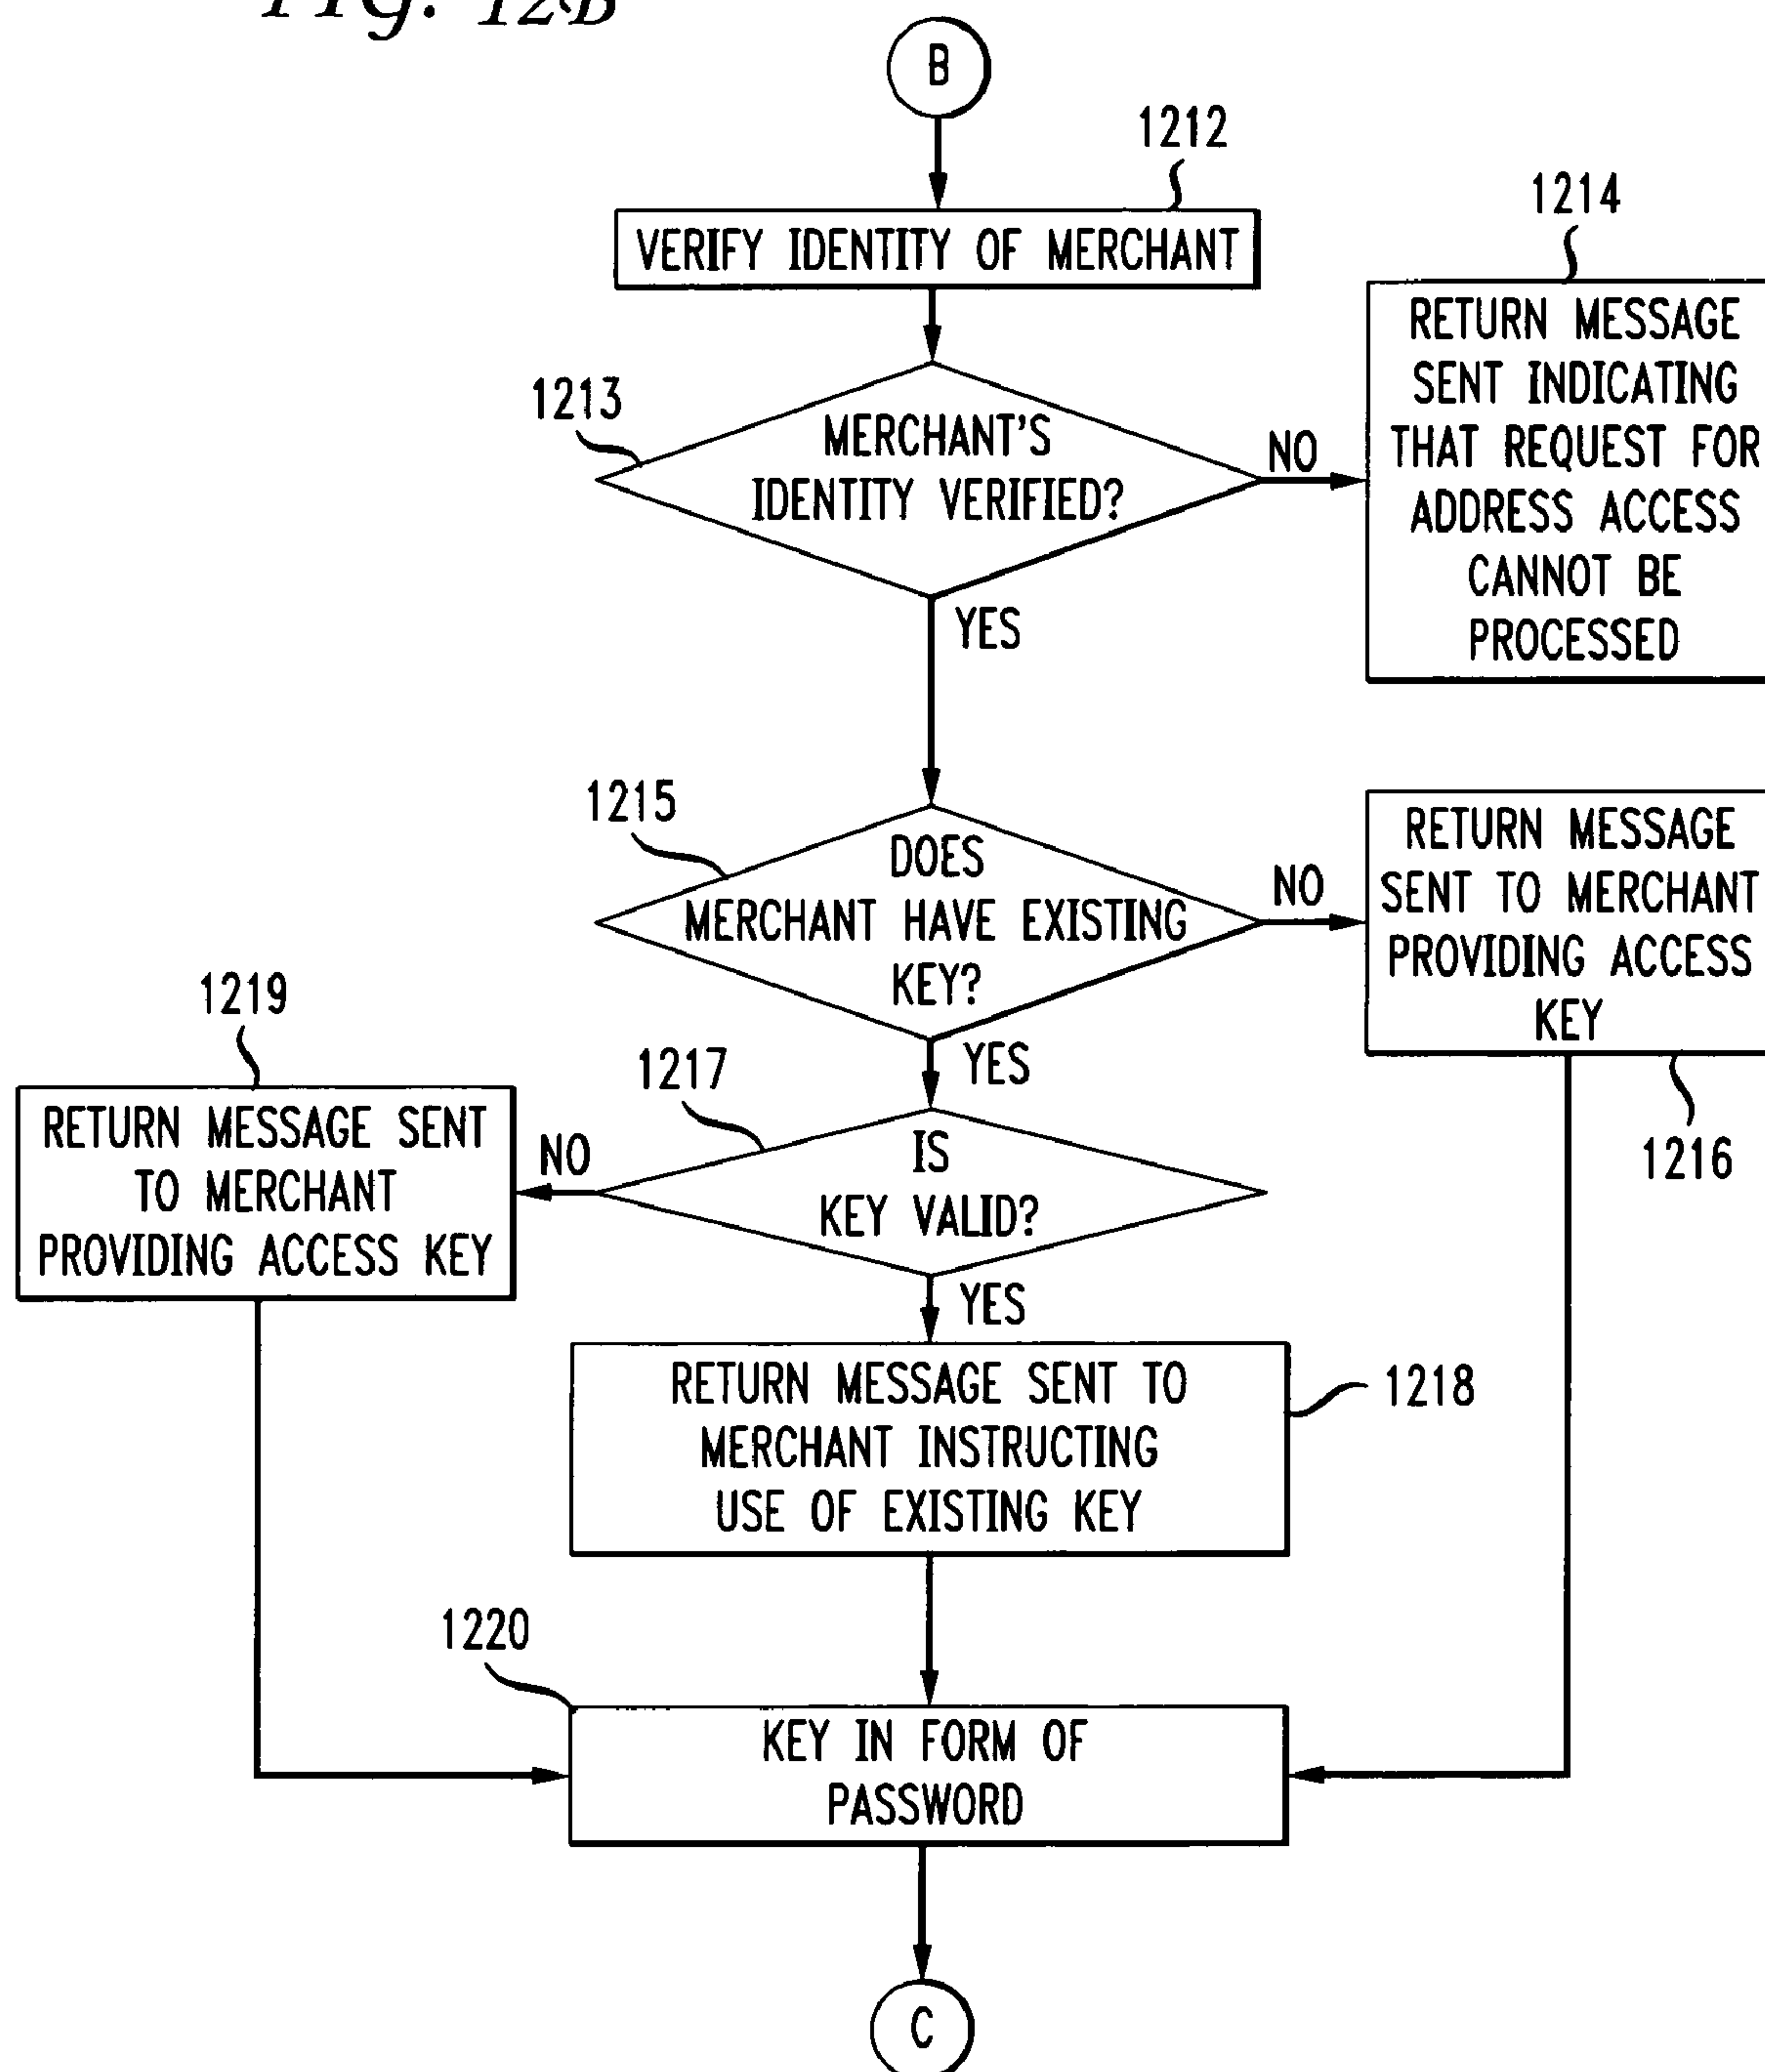 FIG. 12B
B
1212
VERIFY IDENTITY OF MERCHANT
1214
RETURN MESSAGE
SENT INDICATING
THAT REQUEST FOR
ADDRESS ACCESS
CANNOT BE
PROCESSED
1213
MERCHANT'S
IDENTITY VERIFIED?
NO
YES
1215
DOES
MERCHANT HAVE EXISTING
KEY?
NO
RETURN MESSAGE
SENT TO MERCHANT
PROVIDING ACCESS
KEY
1216
YES
1217
IS
KEY VALID?
NO
1219
RETURN MESSAGE SENT
TO MERCHANT
PROVIDING ACCESS KEY
YES
RETURN MESSAGE SENT TO
MERCHANT INSTRUCTING
USE OF EXISTING KEY
1218
1220
KEY IN FORM OF
PASSWORD
C